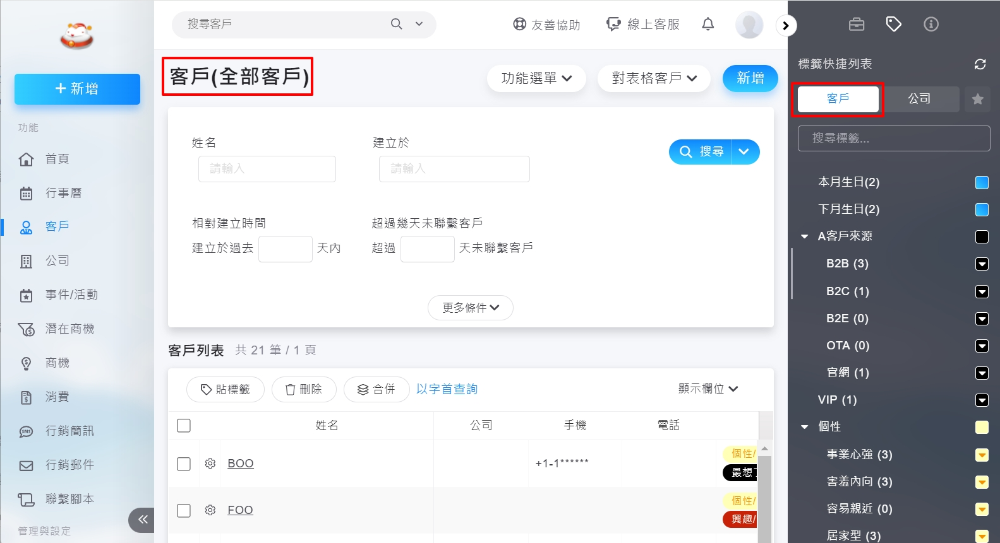 + 新增
功能
首頁
行事曆
客戶
公司
事件/活動
潛在商機
商機
消費
行銷簡訊
行銷郵件
聯繫腳本
管理與設定
搜尋客戶
友善協助
線上客服
客戶(全部客戶)
功能選單
對表格客戶
新增
姓名
請輸入
建立於
請輸入
搜尋
相對建立時間
建立於過去 天內
超過幾天未聯繫客戶
超過 天未聯繫客戶
更多條件
客戶列表 共 21 筆 / 1 頁
貼標籤
刪除
合併
以字首查詢
顯示欄位
姓名 公司 手機 電話
BOO +1-1******
個性/
FOO
個性/
興趣/
標籤快捷列表
客戶
公司
搜尋標籤...
本月生日(2)
下月生日(2)
A客戶來源
B2B (3)
B2C (1)
B2E (0)
OTA (0)
官網 (1)
VIP (1)
個性
事業心強 (3)
害羞內向 (3)
容易親近 (0)
居家型 (3)